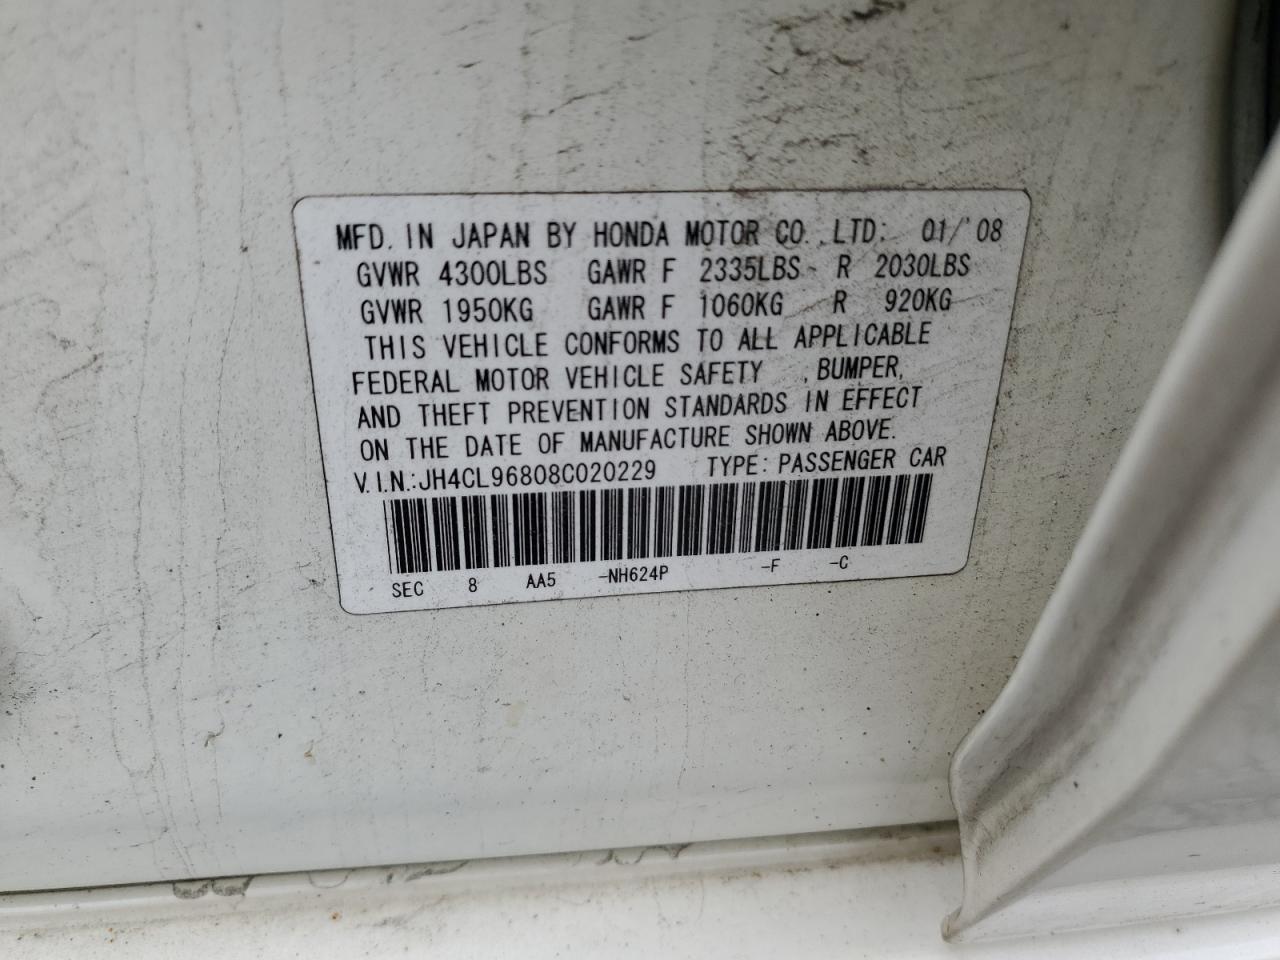 MFD. IN JAPAN BY HONDA MOTOR CO.,LTD. 01/'08
GVWR 4300LBS GAWR F 2335LBS R 2030LBS
GVWR 1950KG GAWR F 1060KG R 920KG
THIS VEHICLE CONFORMS TO ALL APPLICABLE
FEDERAL MOTOR VEHICLE SAFETY ,BUMPER,
AND THEFT PREVENTION STANDARDS IN EFFECT
ON THE DATE OF MANUFACTURE SHOWN ABOVE.
V.I.N.:JH4CL96808C020229 TYPE: PASSENGER CAR
SEC 8 AA5 -NH624P -F -C